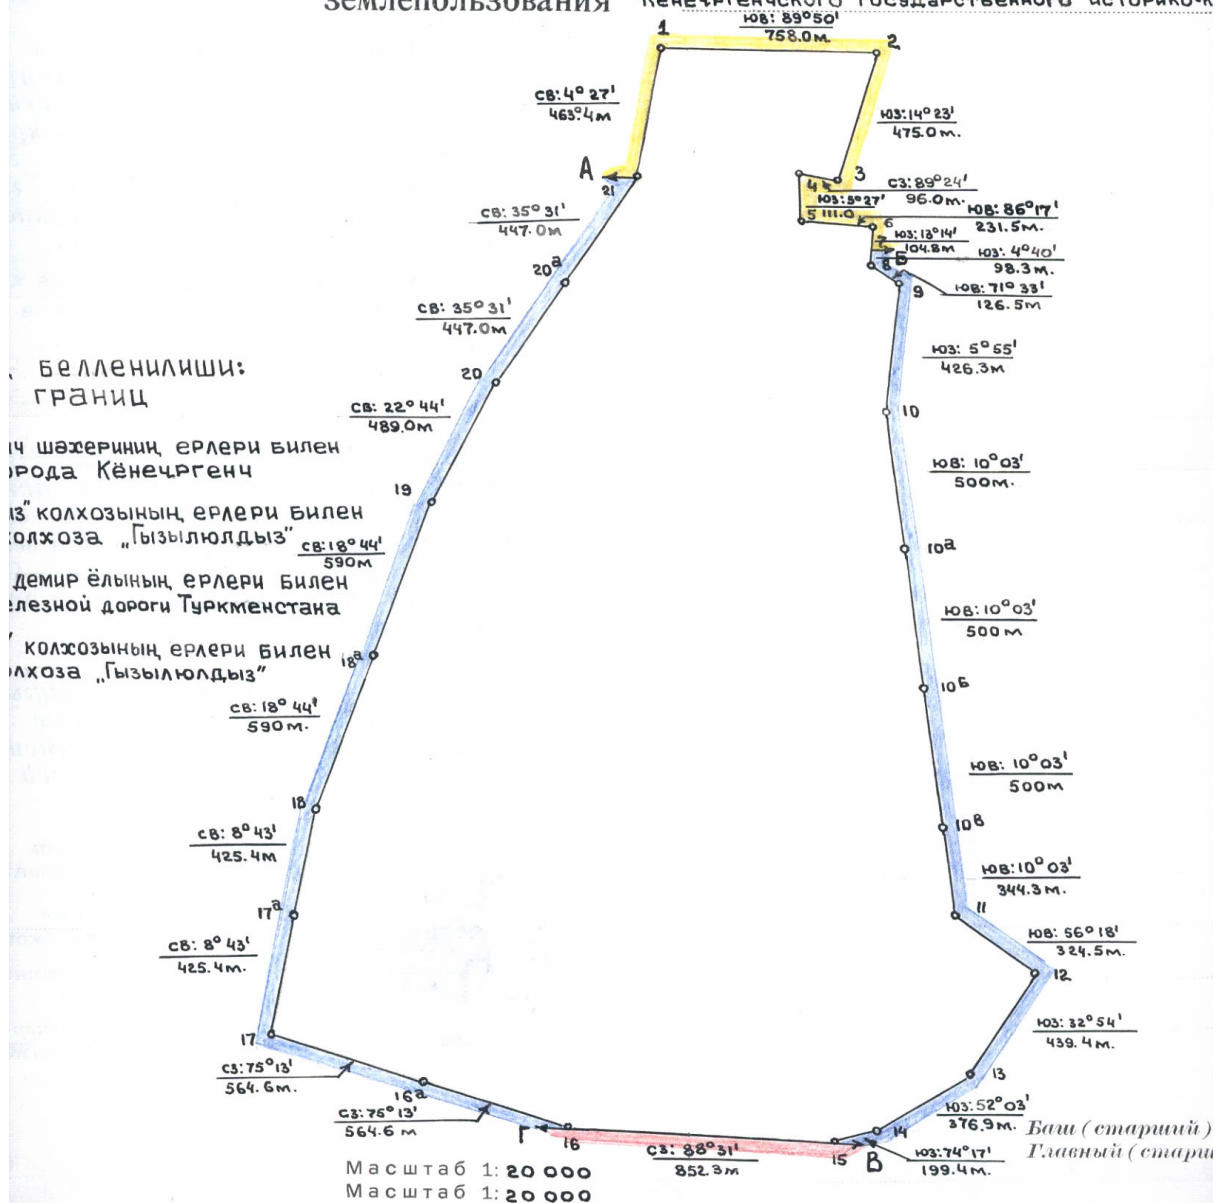 землепользования Кёнечргенчского государственного историко-к
1
ЮВ: 89°50'
758.0м.
2
СВ: 4°27'
463.4м
ЮЗ: 14°23'
475.0м.
А
21
3
4
СЗ: 89°24'
96.0м.
ЮЗ: 5°27'
111.0
5
6
ЮВ: 86°17'
231.5м.
7
ЮЗ: 13°14'
104.8м
8
Б
ЮЗ: 4°40'
98.3м.
9
ЮВ: 71°33'
126.5м
СВ: 35°31'
447.0м
20а
СВ: 35°31'
447.0м
ЮЗ: 5°55'
426.3м
БЕЛЛЕНИЛИШИ:
ГРАНИЦ
20
СВ: 22°44'
489.0м
10
ич шәхериниң ерлери билен
орода Кёнечргенч
19
ЮВ: 10°03'
500м.
колхозының ерлери билен
олхоза „Гызылюлдыз"
СВ: 18°44'
590м
10а
демир ёлының ерлери билен
елезной дороги Туркменстана
ЮВ: 10°03'
500м
колхозының ерлери билен
лхоза „Гызылюлдыз"
18а
10б
СВ: 18°44'
590м.
ЮВ: 10°03'
500м
18
10в
СВ: 8°43'
425.4м
ЮВ: 10°03'
344.3м.
17а
11
СВ: 8°43'
425.4м.
ЮВ: 56°18'
324.5м.
12
17
ЮЗ: 32°54'
439.4м.
СЗ: 75°13'
564.6м.
16а
13
СЗ: 75°13'
564.6м
Г
16
ЮЗ: 52°03'
376.9м.
14
Баш (старший)
СЗ: 88°31'
852.3м
15
В
ЮЗ: 74°17'
199.4м.
Главный (старш
Масштаб 1: 20 000
Масштаб 1: 20 000